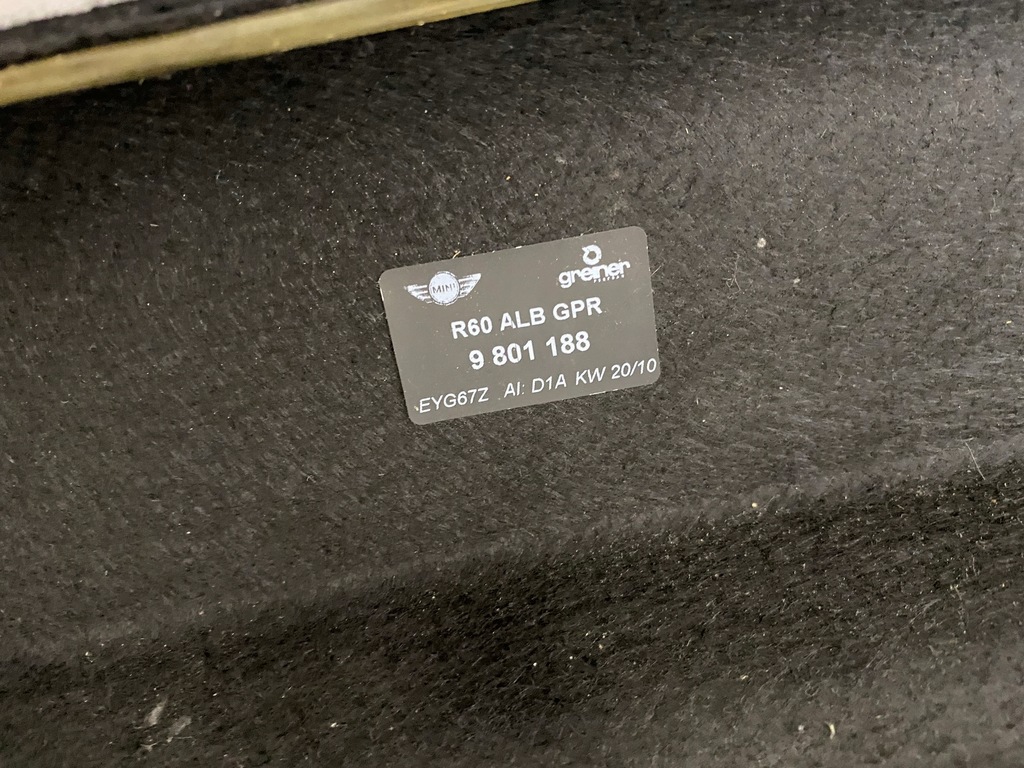 MINI greiner
R60 ALB GPR
9 801 188
EYG67Z AI: D1A KW 20/10